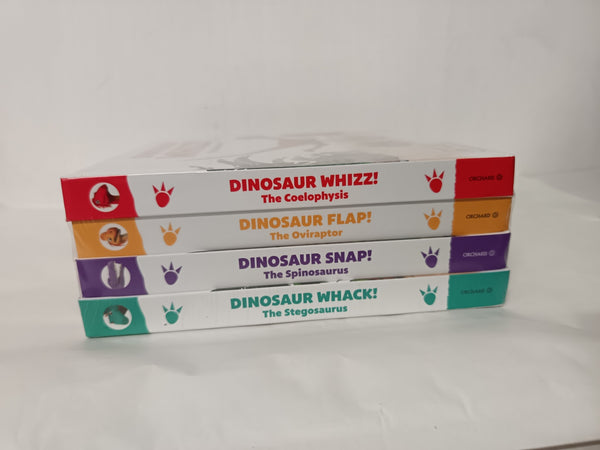 DINOSAUR WHIZZ!
The Coelophysis
ORCHARD
DINOSAUR FLAP!
The Oviraptor
ORCHARD
DINOSAUR SNAP!
The Spinosaurus
ORCHARD
DINOSAUR WHACK!
The Stegosaurus
ORCHARD